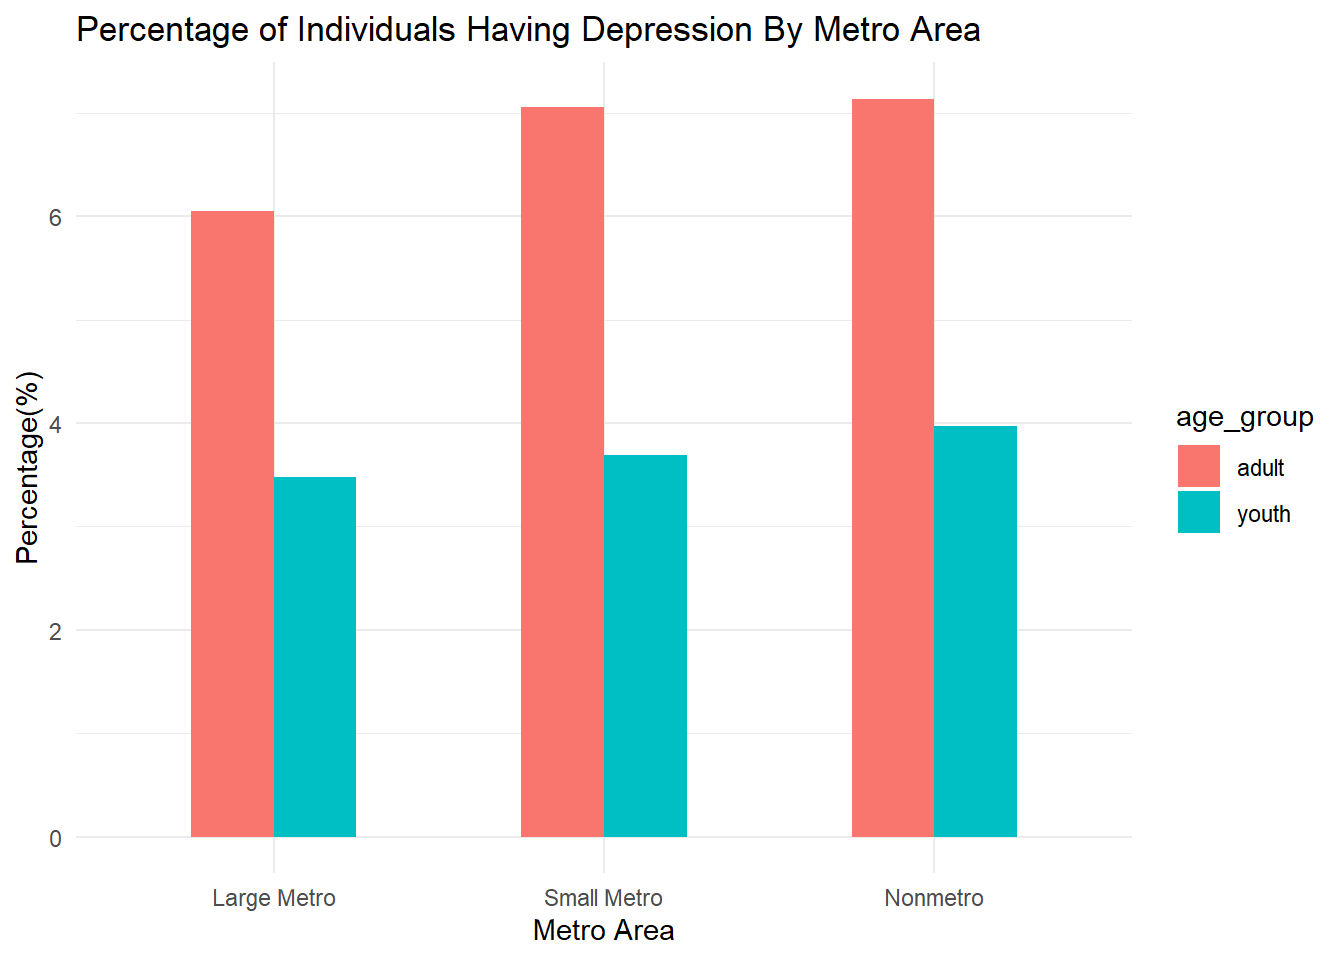 Percentage of Individuals Having Depression By Metro Area
Percentage(%)
6
4
2
0
Large Metro
Small Metro
Nonmetro
Metro Area
age_group
adult
youth